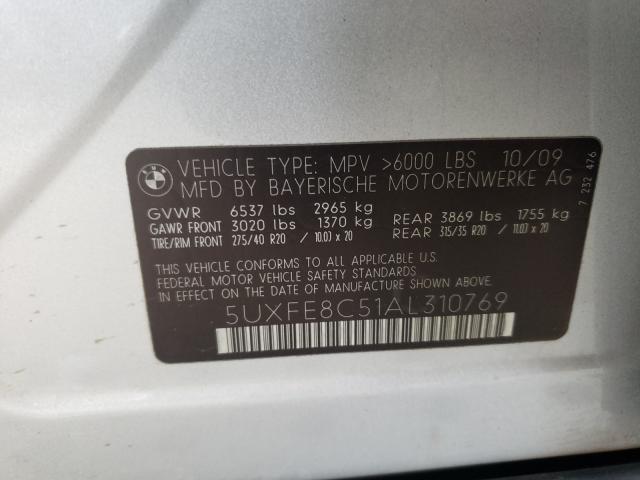 BMW
VEHICLE TYPE: MPV >6000 LBS 10/09
MFD BY BAYERISCHE MOTORENWERKE AG
GVWR 6537 lbs 2965 kg
GAWR FRONT 3020 lbs 1370 kg REAR 3869 lbs 1755 kg
TIRE/RIM FRONT 275/40 R20 / 10.0J x 20 REAR 315/35 R20 / 11.0J x 20
THIS VEHICLE CONFORMS TO ALL APPLICABLE U.S.
FEDERAL MOTOR VEHICLE SAFETY STANDARDS
IN EFFECT ON THE DATE OF MANUFACTURE SHOWN ABOVE.
5UXFE8C51AL310769
7 232 476